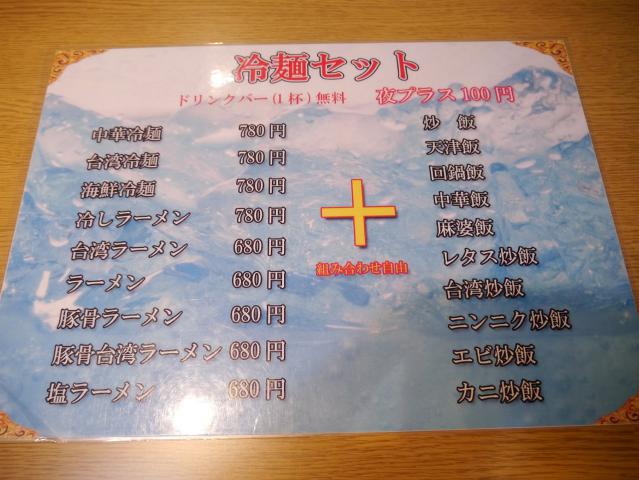 冷麺セット
ドリンクバー(1杯)無料 夜プラス100円
中華冷麺 780円
台湾冷麺 780円
海鮮冷麺 780円
冷しラーメン 780円
台湾ラーメン 680円
ラーメン 680円
豚骨ラーメン 680円
豚骨台湾ラーメン 680円
塩ラーメン 680円
＋
組み合わせ自由
炒 飯
天津飯
回鍋飯
中華飯
麻婆飯
レタス炒飯
台湾炒飯
ニンニク炒飯
エビ炒飯
カニ炒飯